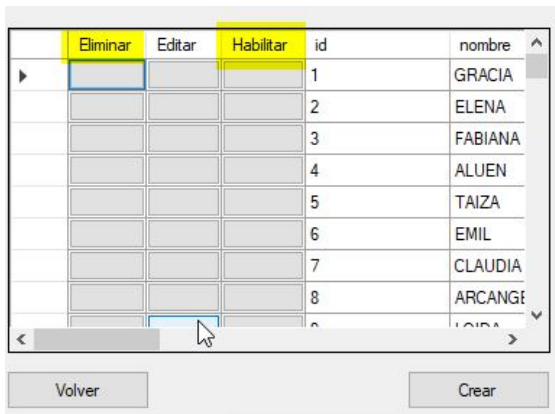 Eliminar Editar Habilitar id nombre
1 GRACIA
2 ELENA
3 FABIANA
4 ALUEN
5 TAIZA
6 EMIL
7 CLAUDIA
8 ARCANGE
Volver Crear